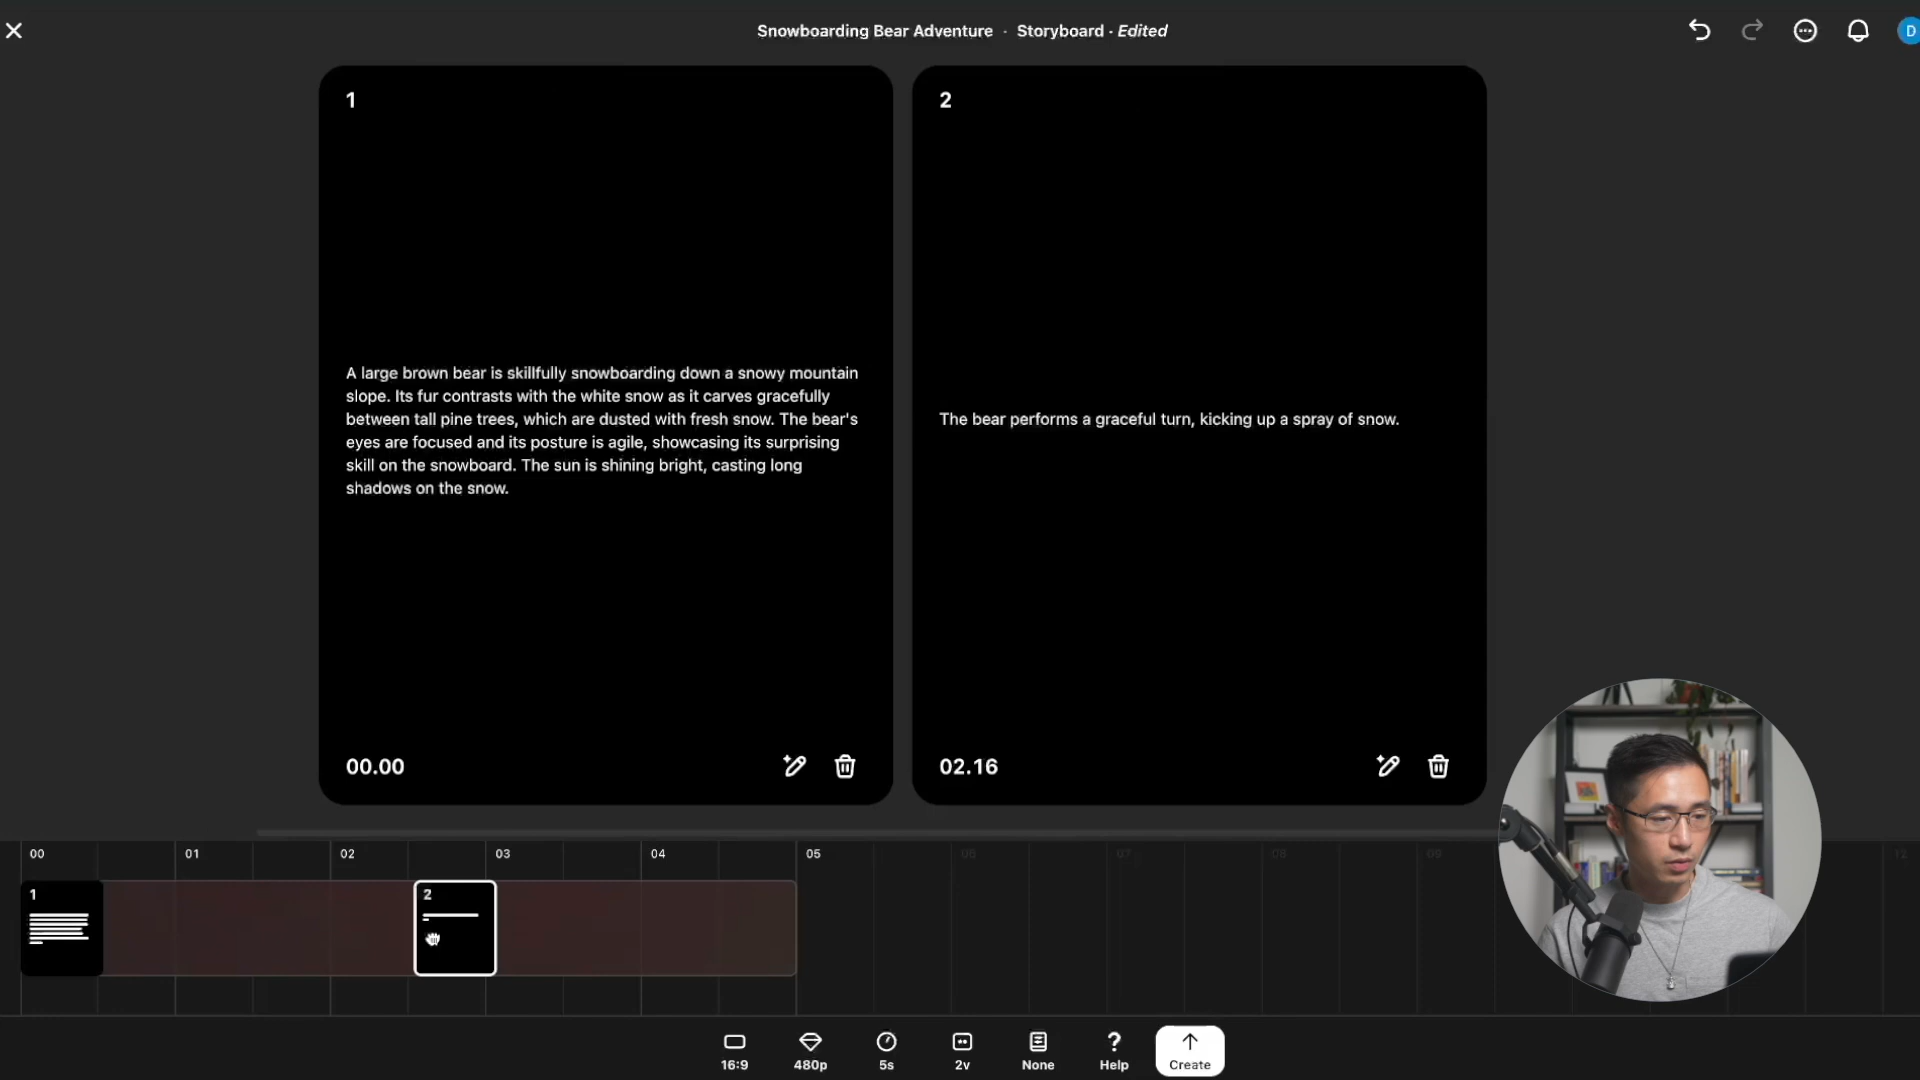 Snowboarding Bear Adventure · Storyboard · Edited
D
1
A large brown bear is skillfully snowboarding down a snowy mountain
slope. Its fur contrasts with the white snow as it carves gracefully
between tall pine trees, which are dusted with fresh snow. The bear's
eyes are focused and its posture is agile, showcasing its surprising
skill on the snowboard. The sun is shining bright, casting long
shadows on the snow.
00.00
2
The bear performs a graceful turn, kicking up a spray of snow.
02.16
00 01 02 03 04 05 06 07 08 09 12
1
2
16:9
480p
5s
2v
None
? Help
Create